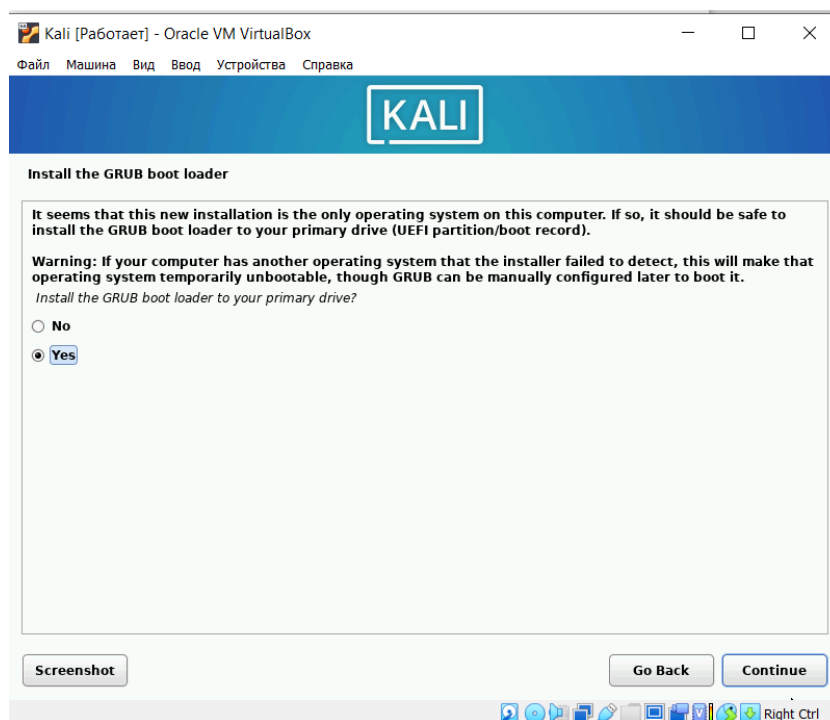 Kali [Работает] - Oracle VM VirtualBox
Файл Машина Вид Ввод Устройства Справка
KALI
Install the GRUB boot loader
It seems that this new installation is the only operating system on this computer. If so, it should be safe to
install the GRUB boot loader to your primary drive (UEFI partition/boot record).
Warning: If your computer has another operating system that the installer failed to detect, this will make that
operating system temporarily unbootable, though GRUB can be manually configured later to boot it.
Install the GRUB boot loader to your primary drive?
No
Yes
Screenshot Go Back Continue
Right Ctrl